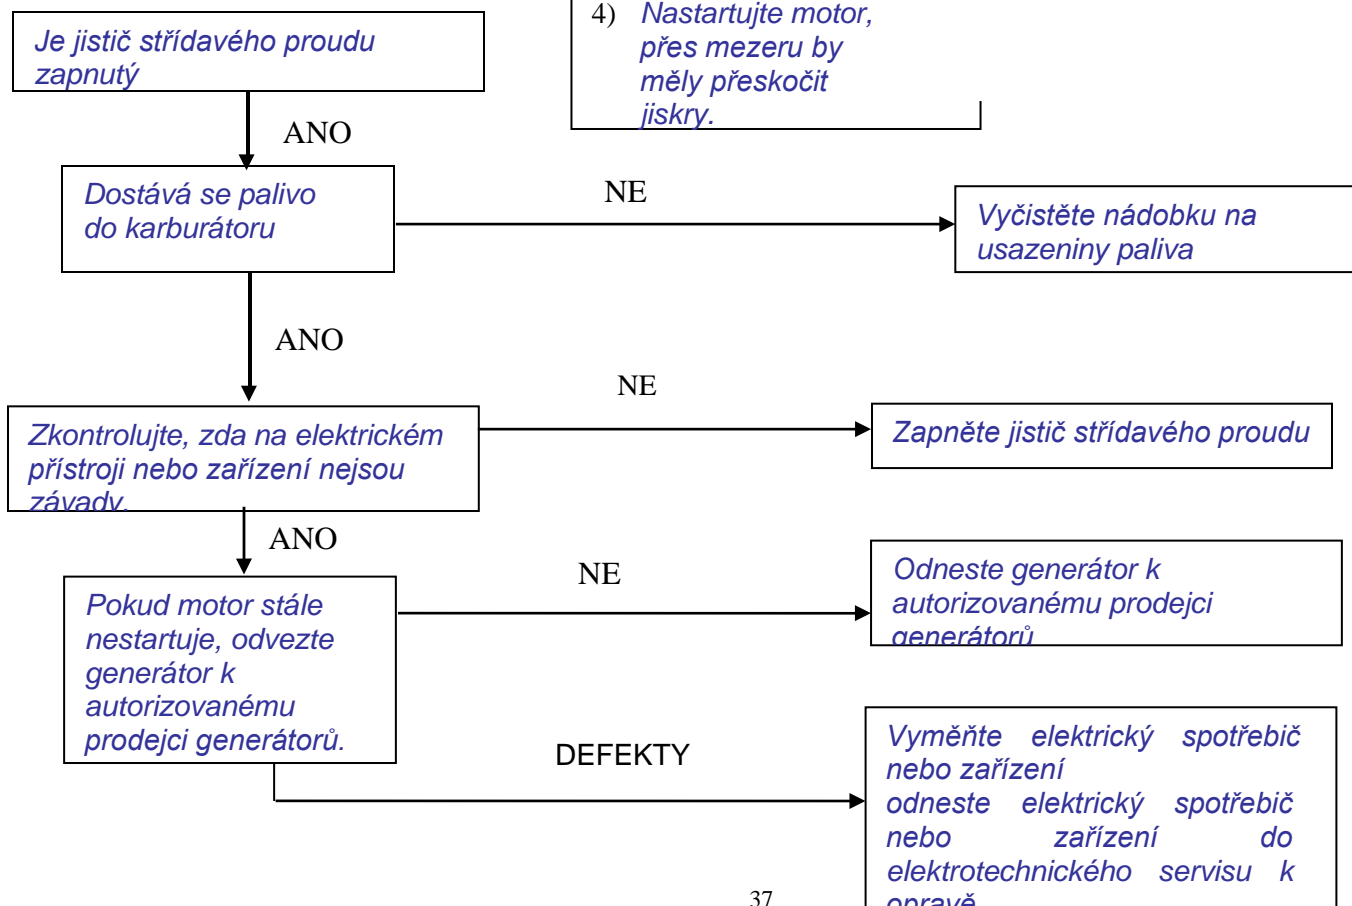 Je jistič střídavého proudu
zapnutý
4) Nastartujte motor,
přes mezeru by
měly přeskočit
jiskry.
ANO
Dostává se palivo
do karburátoru
NE
Vyčistěte nádobku na
usazeniny paliva
ANO
Zkontrolujte, zda na elektrickém
přístroji nebo zařízení nejsou
závady.
NE
Zapněte jistič střídavého proudu
ANO
Pokud motor stále
nestartuje, odvezte
generátor k
autorizovanému
prodejci generátorů.
NE
Odneste generátor k
autorizovanému prodejci
generátorů
DEFEKTY
Vyměňte elektrický spotřebič
nebo zařízení
odneste elektrický spotřebič
nebo zařízení do
elektrotechnického servisu k
opravě
37